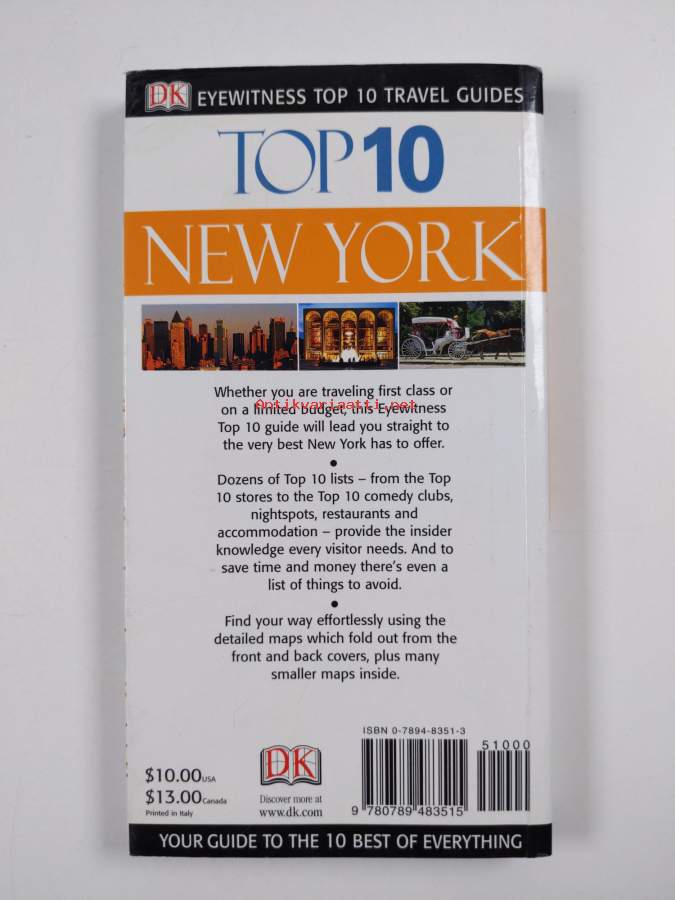 DK EYEWITNESS TOP 10 TRAVEL GUIDES
TOP 10
NEW YORK
Whether you are traveling first class or
on a limited budget, this Eyewitness
Antikvariaatti.net
Top 10 guide will lead you straight to
the very best New York has to offer.
•
Dozens of Top 10 lists – from the Top
10 stores to the Top 10 comedy clubs,
nightspots, restaurants and
accommodation – provide the insider
knowledge every visitor needs. And to
save time and money there's even a
list of things to avoid.
•
Find your way effortlessly using the
detailed maps which fold out from the
front and back covers, plus many
smaller maps inside.
ISBN 0-7894-8351-3
51000
9 780789 483515
$10.00 USA
$13.00 Canada
Printed in Italy
DK
Discover more at
www.dk.com
YOUR GUIDE TO THE 10 BEST OF EVERYTHING